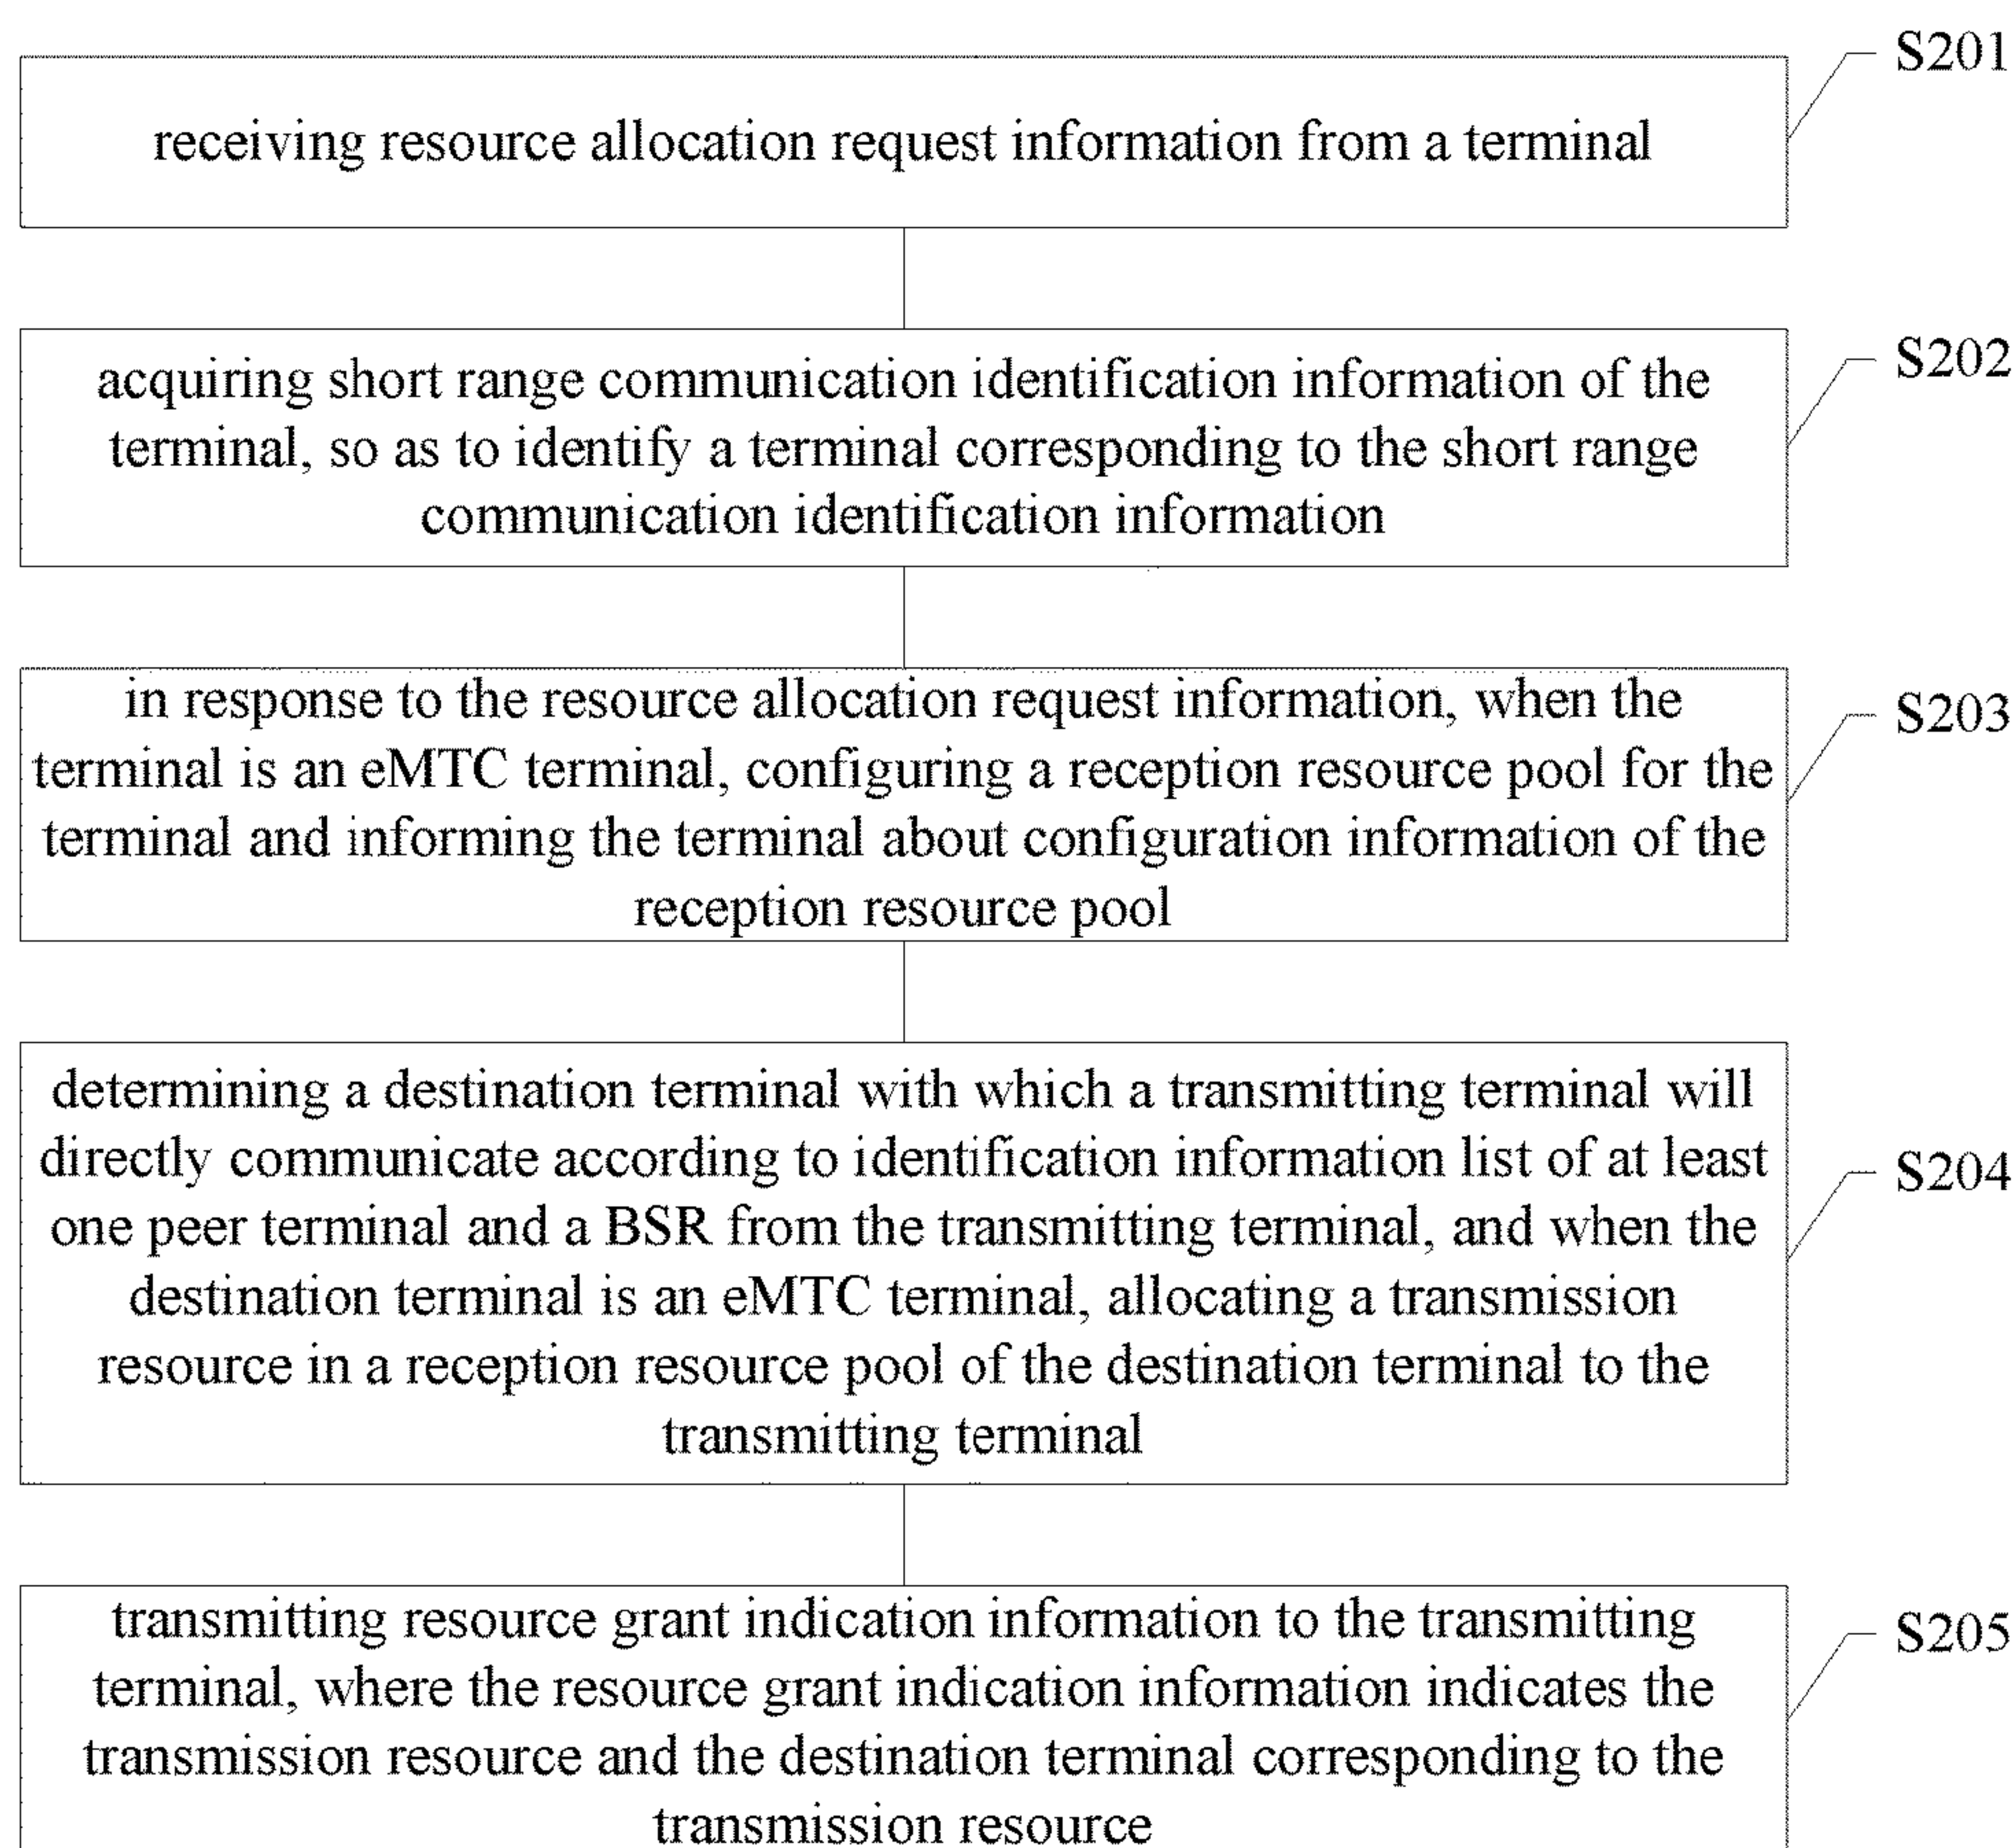 S201
receiving resource allocation request information from a terminal
S202
acquiring short range communication identification information of the
terminal, so as to identify a terminal corresponding to the short range
communication identification information
S203
in response to the resource allocation request information, when the
terminal is an eMTC terminal, configuring a reception resource pool for the
terminal and informing the terminal about configuration information of the
reception resource pool
S204
determining a destination terminal with which a transmitting terminal will
directly communicate according to identification information list of at least
one peer terminal and a BSR from the transmitting terminal, and when the
destination terminal is an eMTC terminal, allocating a transmission
resource in a reception resource pool of the destination terminal to the
transmitting terminal
S205
transmitting resource grant indication information to the transmitting
terminal, where the resource grant indication information indicates the
transmission resource and the destination terminal corresponding to the
transmission resource